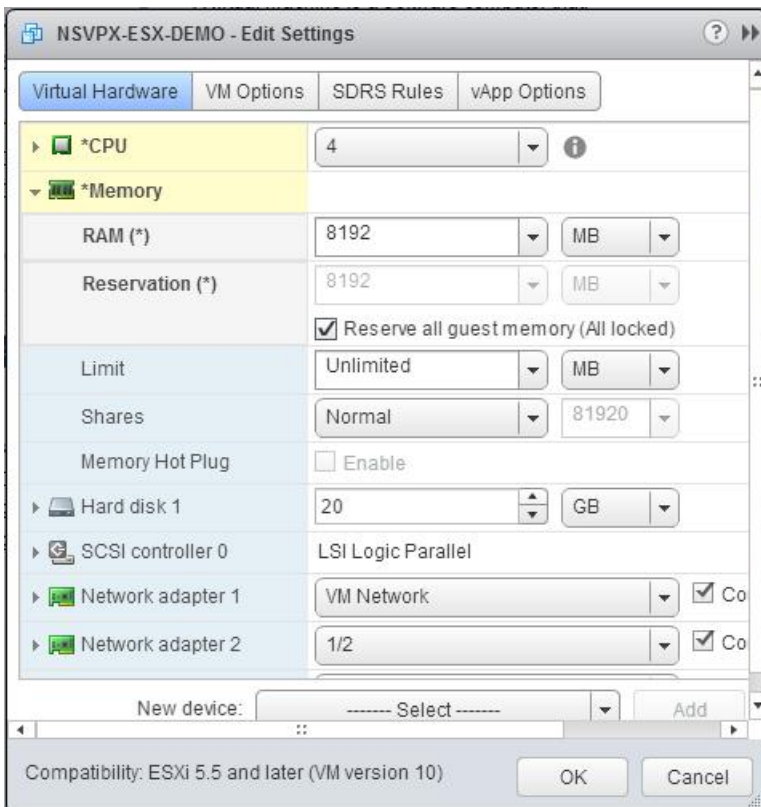 NSVPX-ESX-DEMO - Edit Settings ?
Virtual Hardware VM Options SDRS Rules vApp Options
*CPU 4
*Memory
RAM (*) 8192 MB
Reservation (*) 8192 MB
Reserve all guest memory (All locked)
Limit Unlimited MB
Shares Normal 81920
Memory Hot Plug Enable
Hard disk 1 20 GB
SCSI controller 0 LSI Logic Parallel
Network adapter 1 VM Network Co
Network adapter 2 1/2 Co
New device: ------- Select ------- Add
Compatibility: ESXi 5.5 and later (VM version 10) OK Cancel